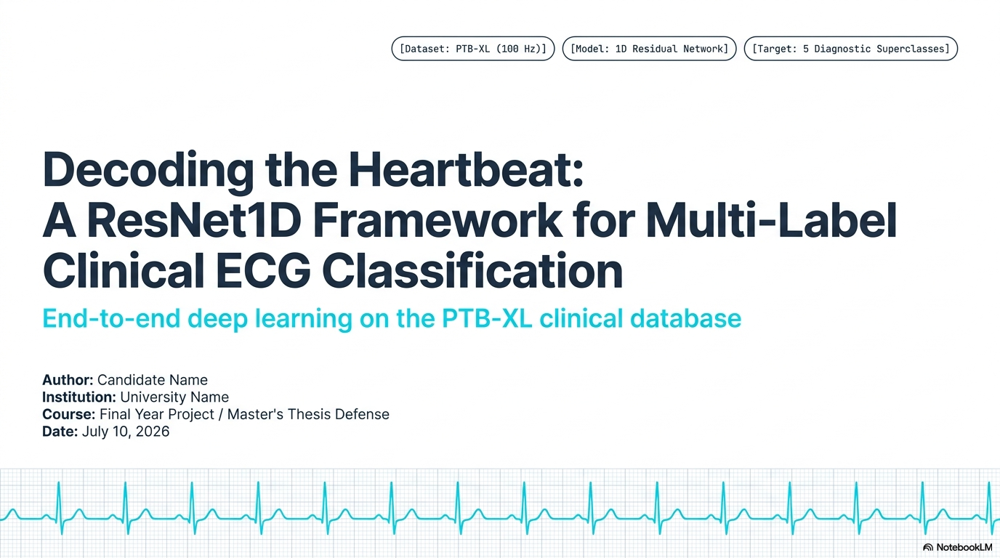 [Dataset: PTB-XL (100 Hz)] [Model: 1D Residual Network] [Target: 5 Diagnostic Superclasses]
Decoding the Heartbeat:
A ResNet1D Framework for Multi-Label
Clinical ECG Classification
End-to-end deep learning on the PTB-XL clinical database
Author: Candidate Name
Institution: University Name
Course: Final Year Project / Master's Thesis Defense
Date: July 10, 2026
NotebookLM